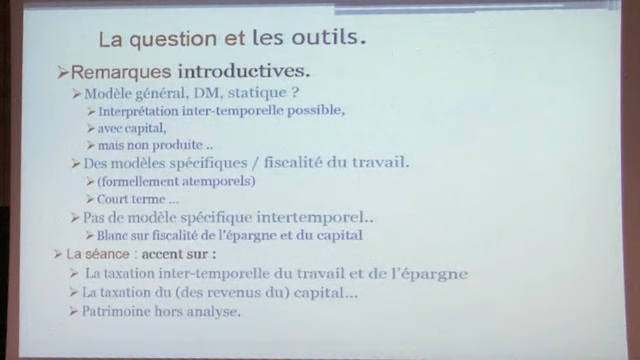 La question et les outils.
➢Remarques introductives.
➢Modèle général, DM, statique ?
➢Interprétation inter-temporelle possible,
➢avec capital,
➢mais non produite ..
➢Des modèles spécifiques / fiscalité du travail.
➢(formellement atemporels)
➢Court terme ...
➢Pas de modèle spécifique intertemporel..
➢Blanc sur fiscalité de l'épargne et du capital
➢La séance : accent sur :
➢ La taxation inter-temporelle du travail et de l'épargne
➢La taxation du (des revenus du) capital...
➢Patrimoine hors analyse.